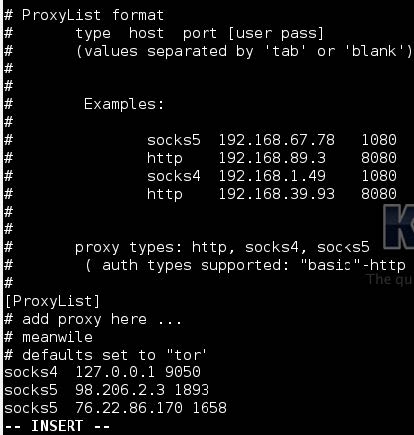 # ProxyList format
#       type  host  port [user pass]
#       (values separated by 'tab' or 'blank')
#
#
#        Examples:
#
#               socks5  192.168.67.78   1080
#               http    192.168.89.3    8080
#               socks4  192.168.1.49    1080
#               http    192.168.39.93   8080
#
#
#       proxy types: http, socks4, socks5
#        ( auth types supported: "basic"-http
#
The qu
[ProxyList]
# add proxy here ...
# meanwile
# defaults set to "tor'
socks4  127.0.0.1 9050
socks5  98.206.2.3 1893
socks5  76.22.86.170 1658
-- INSERT --